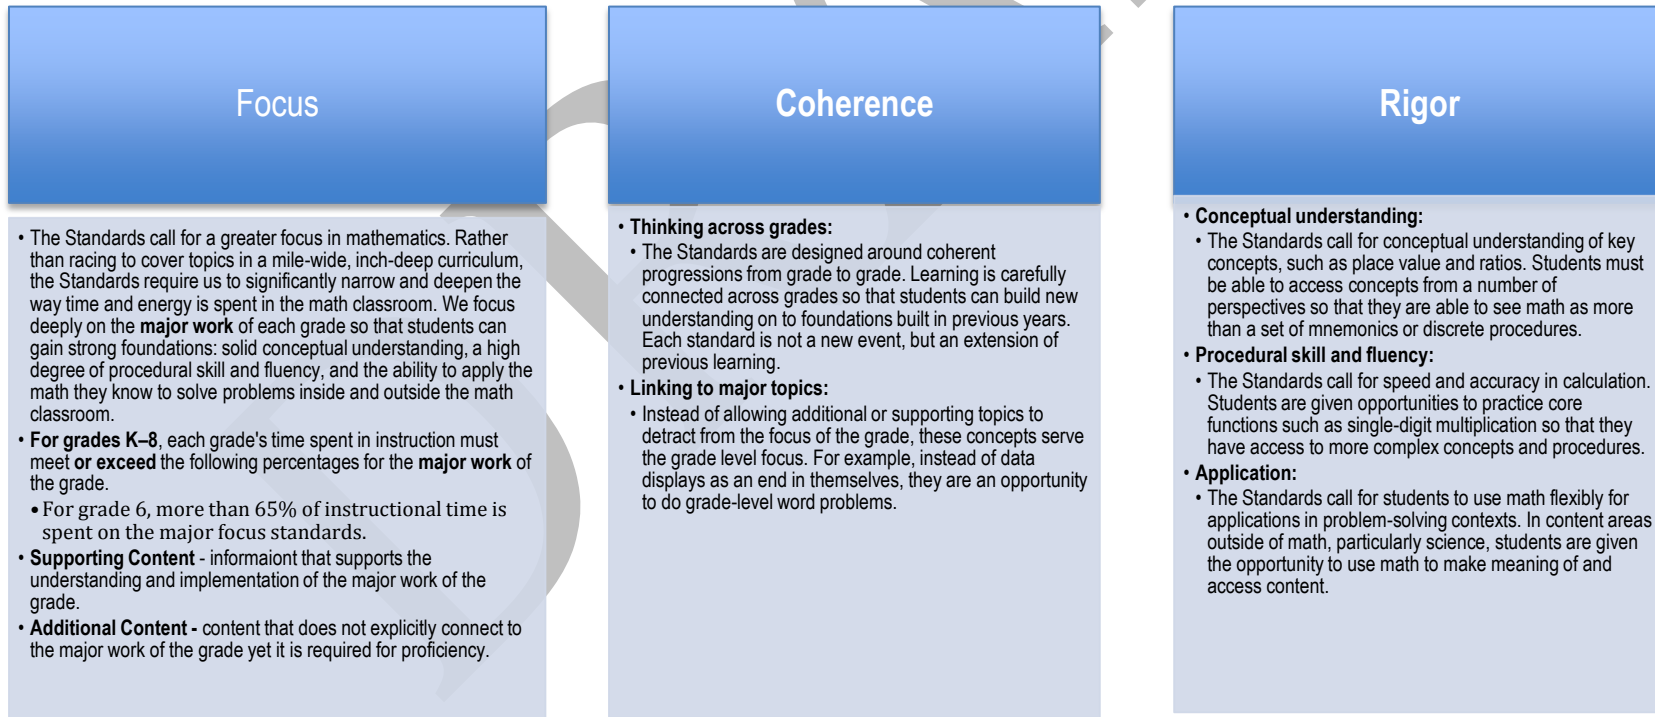 Focus
• The Standards call for a greater focus in mathematics. Rather
than racing to cover topics in a mile-wide, inch-deep curriculum,
the Standards require us to significantly narrow and deepen the
way time and energy is spent in the math classroom. We focus
deeply on the major work of each grade so that students can
gain strong foundations: solid conceptual understanding, a high
degree of procedural skill and fluency, and the ability to apply the
math they know to solve problems inside and outside the math
classroom.
• For grades K–8, each grade's time spent in instruction must
meet or exceed the following percentages for the major work of
the grade.
• For grade 6, more than 65% of instructional time is
spent on the major focus standards.
• Supporting Content - informaiont that supports the
understanding and implementation of the major work of the
grade.
• Additional Content - content that does not explicitly connect to
the major work of the grade yet it is required for proficiency.
Coherence
• Thinking across grades:
• The Standards are designed around coherent
progressions from grade to grade. Learning is carefully
connected across grades so that students can build new
understanding on to foundations built in previous years.
Each standard is not a new event, but an extension of
previous learning.
• Linking to major topics:
• Instead of allowing additional or supporting topics to
detract from the focus of the grade, these concepts serve
the grade level focus. For example, instead of data
displays as an end in themselves, they are an opportunity
to do grade-level word problems.
Rigor
• Conceptual understanding:
• The Standards call for conceptual understanding of key
concepts, such as place value and ratios. Students must
be able to access concepts from a number of
perspectives so that they are able to see math as more
than a set of mnemonics or discrete procedures.
• Procedural skill and fluency:
• The Standards call for speed and accuracy in calculation.
Students are given opportunities to practice core
functions such as single-digit multiplication so that they
have access to more complex concepts and procedures.
• Application:
• The Standards call for students to use math flexibly for
applications in problem-solving contexts. In content areas
outside of math, particularly science, students are given
the opportunity to use math to make meaning of and
access content.